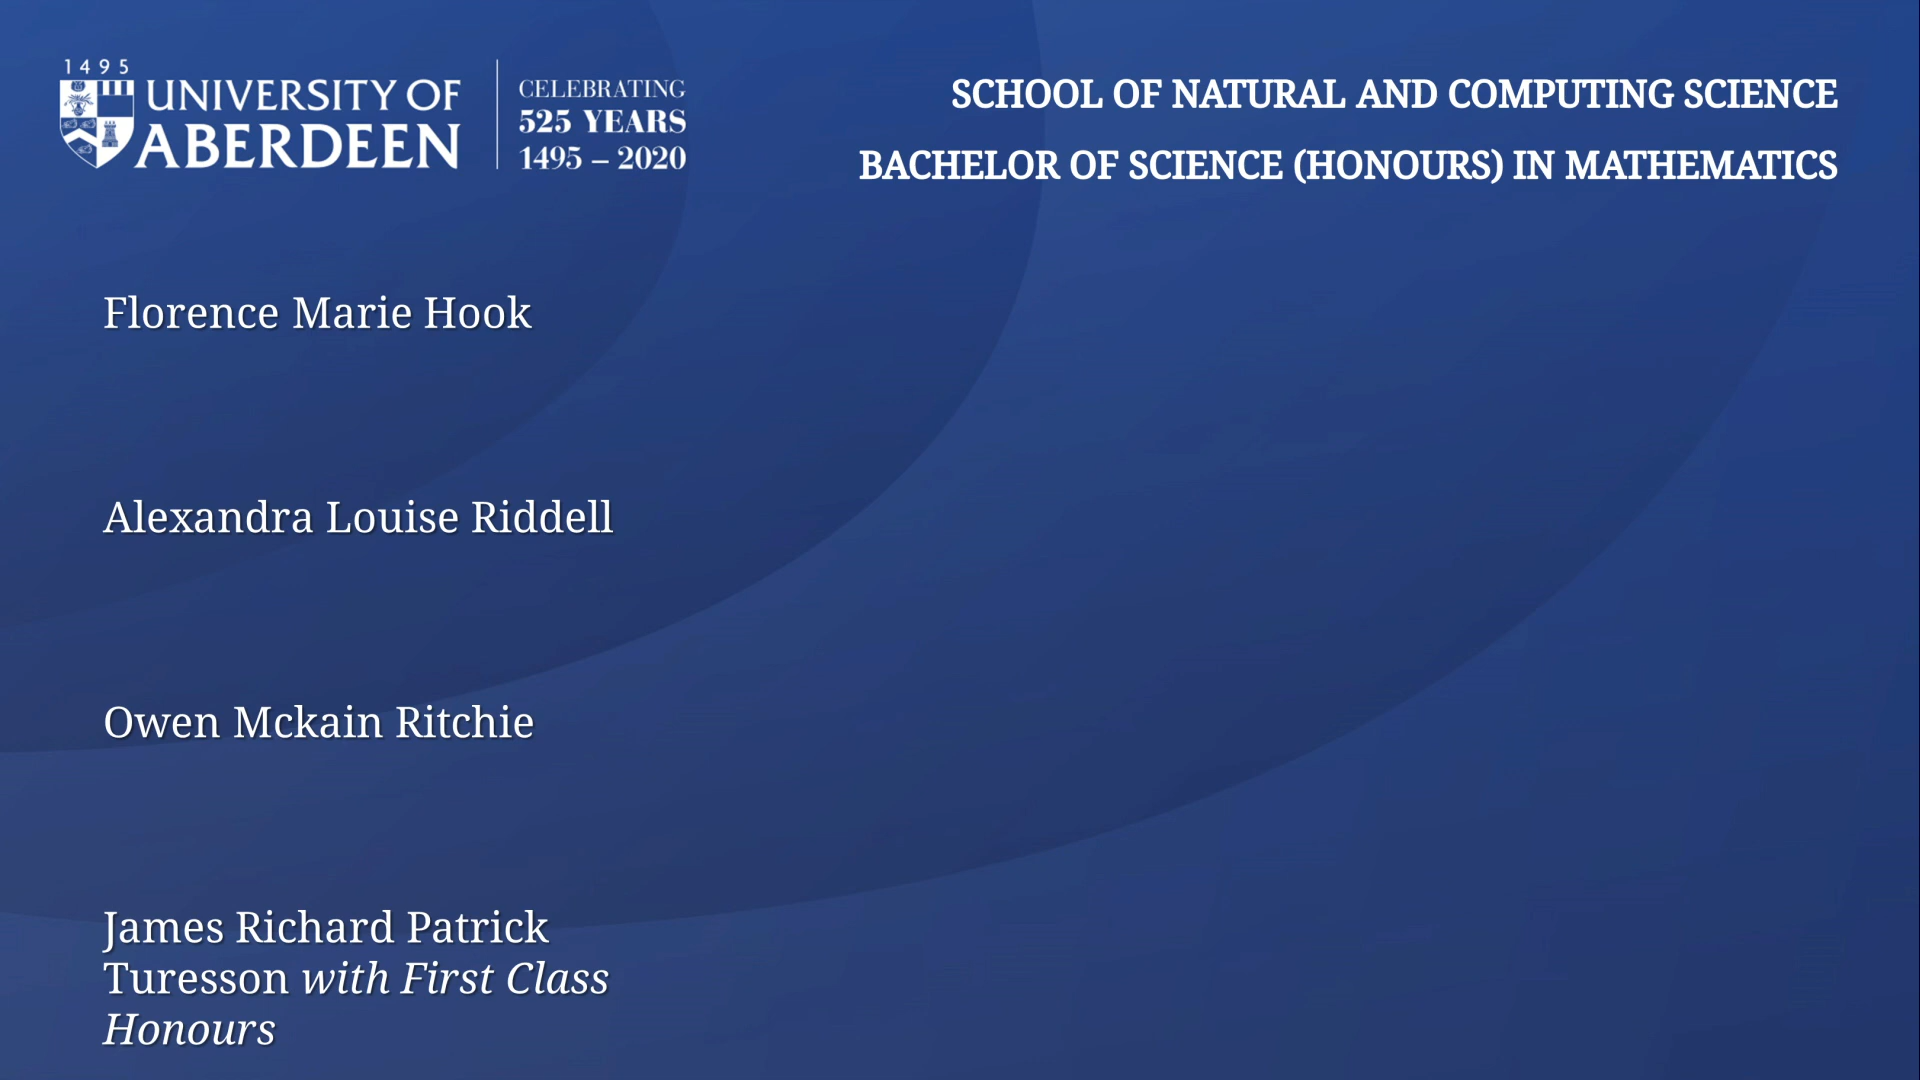 1495
UNIVERSITY OF
ABERDEEN
CELEBRATING
525 YEARS
1495 – 2020
SCHOOL OF NATURAL AND COMPUTING SCIENCE
BACHELOR OF SCIENCE (HONOURS) IN MATHEMATICS
Florence Marie Hook
Alexandra Louise Riddell
Owen Mckain Ritchie
James Richard Patrick
Turesson with First Class
Honours